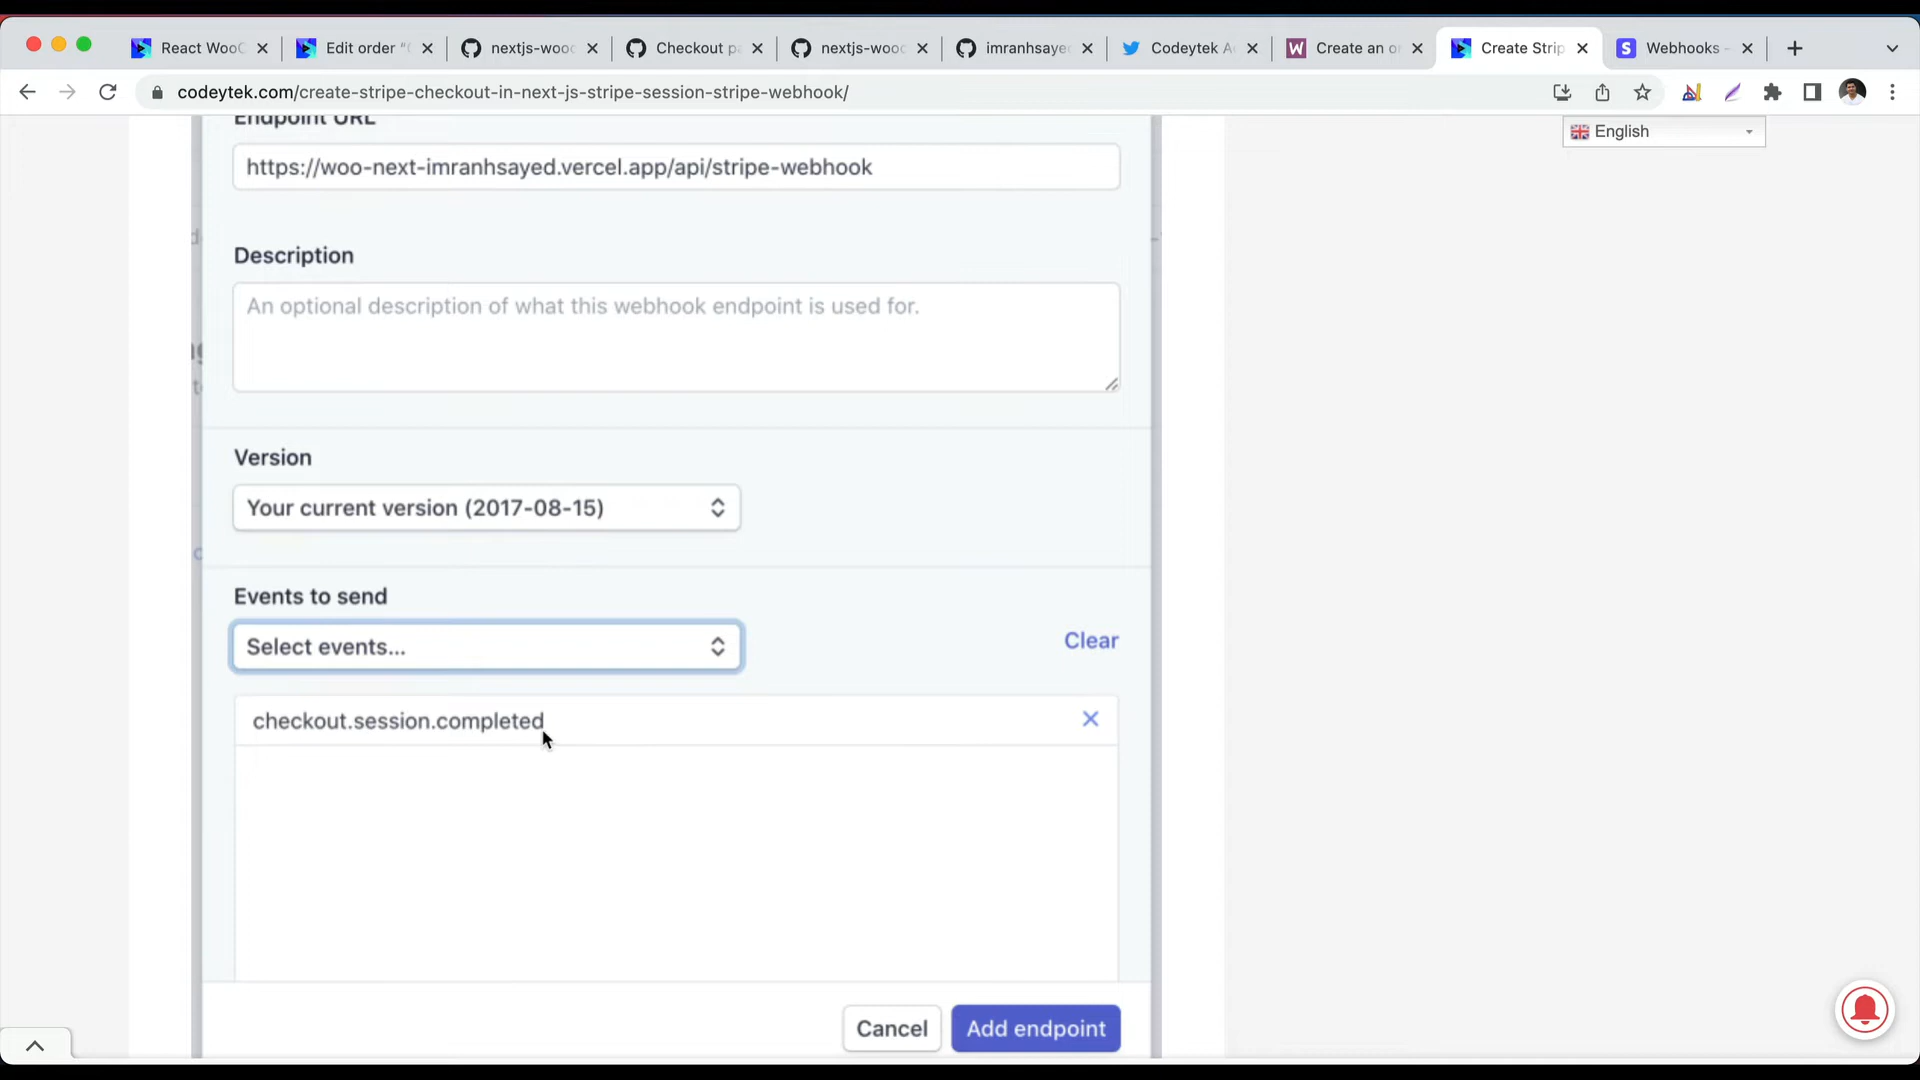 React WooC
Edit order "
nextjs-wooc
Checkout pa
nextjs-wooc
imranhsaye
Codeytek A
Create an o
Create Strip
Webhooks -
codeytek.com/create-stripe-checkout-in-next-js-stripe-session-stripe-webhook/
English
Endpoint URL
https://woo-next-imranhsayed.vercel.app/api/stripe-webhook
Description
An optional description of what this webhook endpoint is used for.
Version
Your current version (2017-08-15)
Events to send
Select events...
Clear
checkout.session.completed
Cancel
Add endpoint